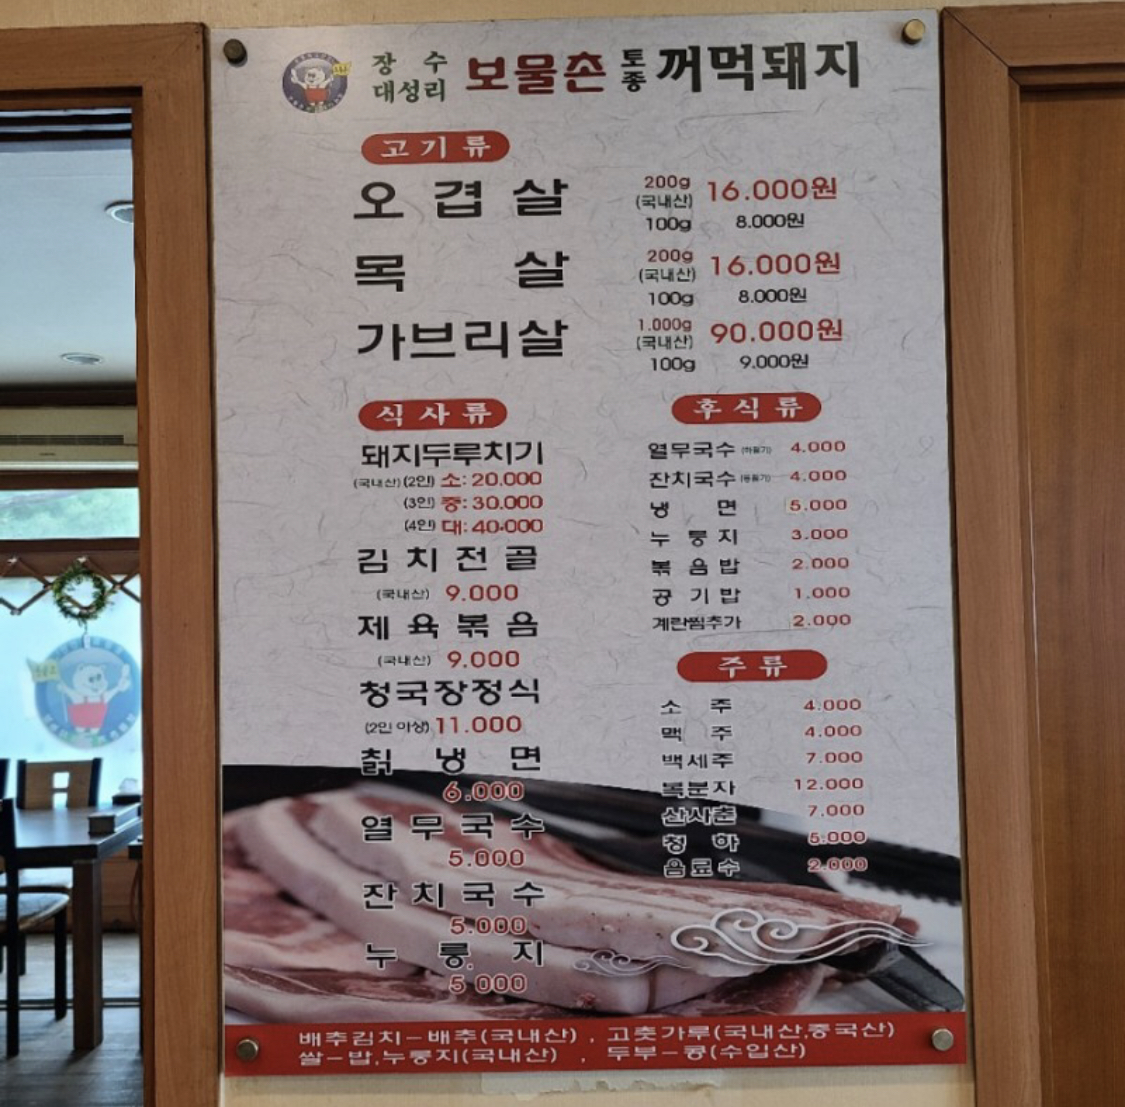 장수
대성리
보물촌 토종 꺼먹돼지
고기류
오겹살 200g (국내산) 16.000원
100g 8.000원
목살 200g (국내산) 16.000원
100g 8.000원
가브리살 1.000g (국내산) 90.000원
100g 9.000원
식사류
돼지두루치기
(국내산) (2인) 소: 20.000
(3인) 중: 30.000
(4인) 대: 40.000
김치전골
(국내산) 9.000
제육볶음
(국내산) 9.000
청국장정식
(2인 이상) 11.000
칡냉면
6.000
열무국수
5.000
잔치국수
5.000
누룽지
5.000
후식류
열무국수 (하절기) 4.000
잔치국수 (동절기) 4.000
냉면 5.000
누룽지 3.000
볶음밥 2.000
공기밥 1.000
계란찜추가 2.000
주류
소주 4.000
맥주 4.000
백세주 7.000
복분자 12.000
산사춘 7.000
청하 5.000
음료수 2.000
배추김치-배추(국내산) , 고춧가루(국내산,중국산)
쌀-밥,누룽지(국내산) , 두부-콩(수입산)